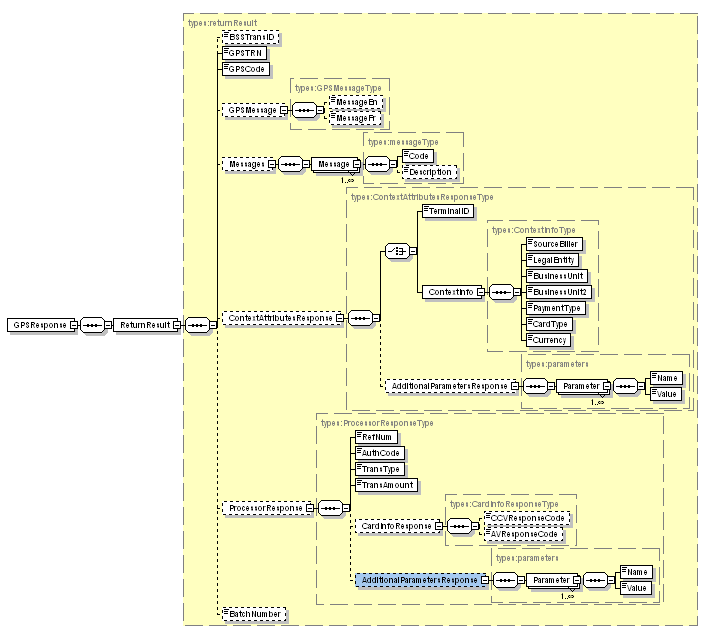 types:returnResult
BSSTransID
GPSTRN
GPSCode
types:GPSMessageType
GPSMessage
MessageEn
MessageFr
types:messageType
Messages
Message
1..∞
Code
Description
types:ContextAttributesResponseType
TerminalID
types:ContextInfoType
ContextInfo
SourceBiller
LegalEntity
BusinessUnit
BusinessUnit2
PaymentType
CardType
Currency
GPSResponse
ReturnResult
ContextAttributesResponse
types:parameters
AdditionalParametersResponse
Parameter
1..∞
Name
Value
types:ProcessorResponseType
RefNum
AuthCode
TransType
TransAmount
ProcessorResponse
types:CardInfoResponseType
CardInfoResponse
CCVResponseCode
AVResponseCode
types:parameters
AdditionalParametersResponse
Parameter
1..∞
Name
Value
BatchNumber